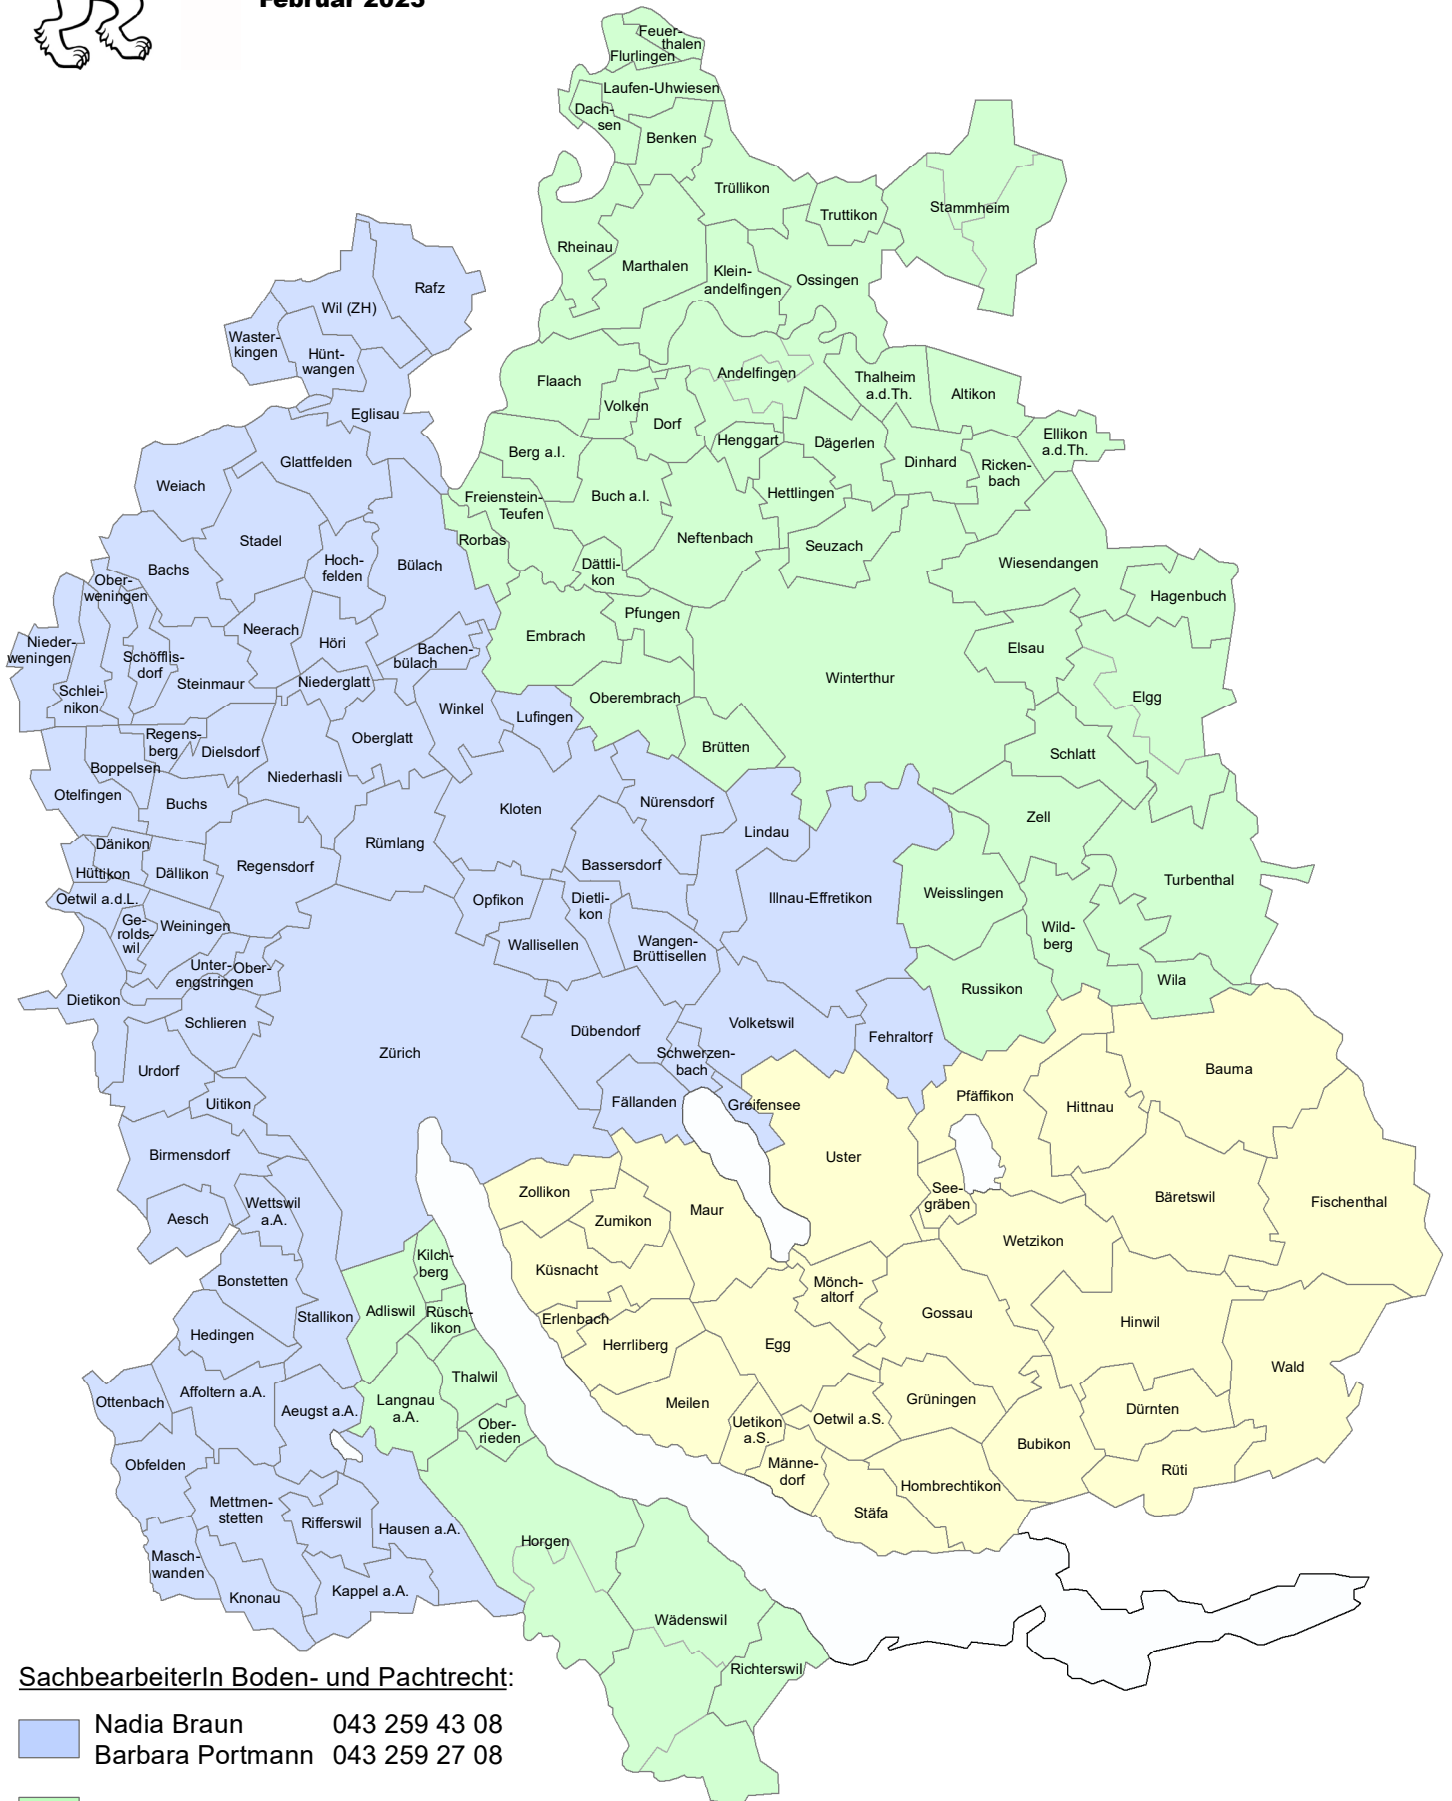 Februar 2025
Feuer-
thalen
Flurlingen
Laufen-Uhwiesen
Dach-
sen
Benken
Trüllikon
Truttikon
Stammheim
Rheinau
Marthalen
Klein-
andelfingen
Ossingen
Rafz
Wil (ZH)
Waster-
kingen
Hünt-
wangen
Eglisau
Flaach
Volken
Dorf
Andelfingen
Thalheim
a.d.Th.
Altikon
Berg a.I.
Henggart
Dägerlen
Dinhard
Ricken-
bach
Ellikon
a.d.Th.
Glattfelden
Weiach
Freienstein-
Teufen
Buch a.I.
Hettlingen
Neftenbach
Seuzach
Rorbas
Dättli-
kon
Wiesendangen
Hagenbuch
Stadel
Bachs
Hoch-
felden
Bülach
Ober-
weningen
Pfungen
Embrach
Elsau
Elgg
Winterthur
Nieder-
weningen
Schöfflis-
dorf
Schlei-
nikon
Steinmaur
Neerach
Höri
Niederglatt
Bachen-
bülach
Winkel
Lufingen
Oberembrach
Brütten
Schlatt
Regens-
berg
Dielsdorf
Oberglatt
Boppelsen
Otelfingen
Buchs
Niederhasli
Kloten
Nürensdorf
Lindau
Zell
Dänikon
Hüttikon
Dällikon
Regensdorf
Rümlang
Bassersdorf
Illnau-Effretikon
Weisslingen
Turbenthal
Oetwil a.d.L.
Ge-
rolds-
wil
Weiningen
Opfikon
Dietli-
kon
Wallisellen
Wangen-
Brüttisellen
Wild-
berg
Wila
Unter-
engstringen
Ober-
Dietikon
Schlieren
Russikon
Urdorf
Zürich
Dübendorf
Volketswil
Fehraltorf
Schwerzen-
bach
Uitikon
Fällanden
Greifensee
Pfäffikon
Hittnau
Bauma
Birmensdorf
Uster
Aesch
Wettswil
a.A.
Zollikon
Zumikon
Maur
See-
gräben
Bäretswil
Fischenthal
Wetzikon
Bonstetten
Stallikon
Kilch-
berg
Adliswil
Rüsch-
likon
Küsnacht
Erlenbach
Herrliberg
Mönch-
altorf
Egg
Gossau
Hinwil
Wald
Hedingen
Ottenbach
Affoltern a.A.
Aeugst a.A.
Langnau
a.A.
Thalwil
Ober-
rieden
Meilen
Uetikon
a.S.
Oetwil a.S.
Grüningen
Dürnten
Bubikon
Rüti
Obfelden
Männe-
dorf
Hombrechtikon
Stäfa
Mettmen-
stetten
Rifferswil
Hausen a.A.
Horgen
Masch-
wanden
Knonau
Kappel a.A.
Wädenswil
Richterswil
SachbearbeiterIn Boden- und Pachtrecht:
Nadia Braun 043 259 43 08
Barbara Portmann 043 259 27 08